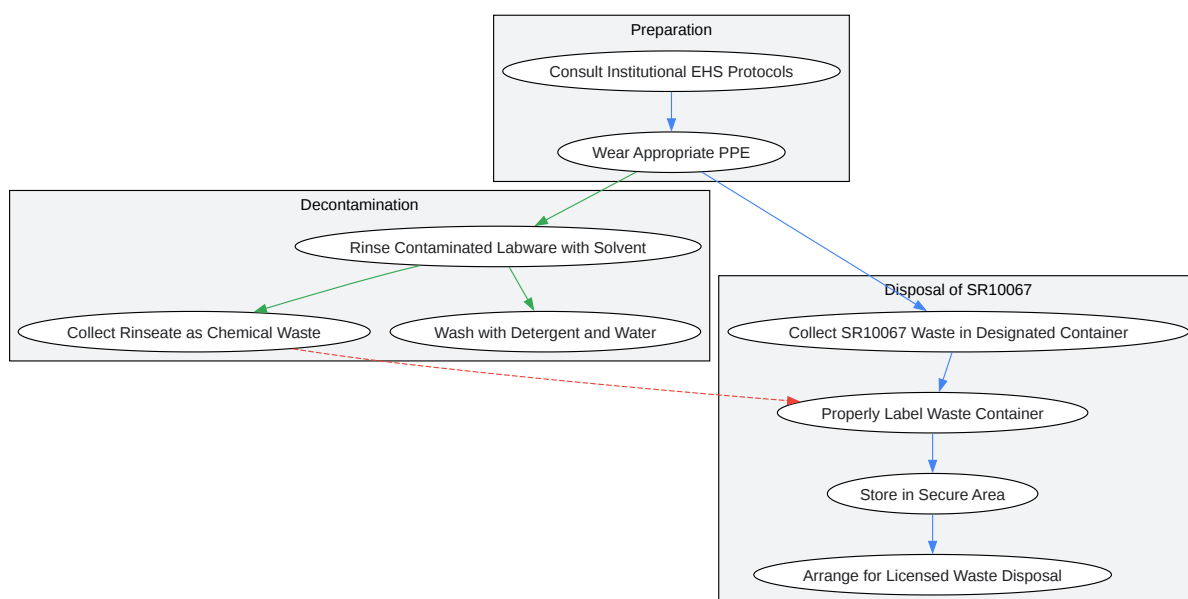 Preparation
Consult Institutional EHS Protocols
Wear Appropriate PPE
Decontamination
Rinse Contaminated Labware with Solvent
Collect Rinseate as Chemical Waste
Wash with Detergent and Water
Disposal of SR10067
Collect SR10067 Waste in Designated Container
Properly Label Waste Container
Store in Secure Area
Arrange for Licensed Waste Disposal